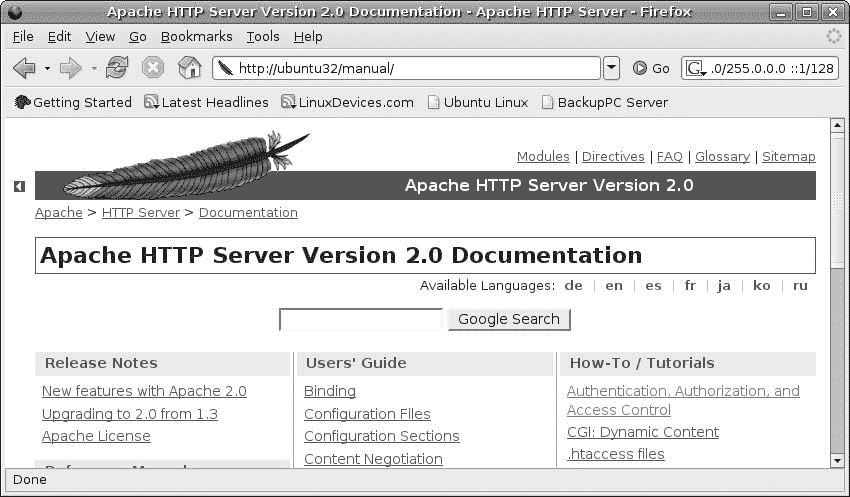 Apache HTTP Server Version 2.0 Documentation - Apache HTTP Server - Firefox
File Edit View Go Bookmarks Tools Help
http://ubuntu32/manual/ Go G .0/255.0.0.0 ::1/128
Getting Started Latest Headlines LinuxDevices.com Ubuntu Linux BackupPC Server
Modules | Directives | FAQ | Glossary | Sitemap
Apache HTTP Server Version 2.0
Apache > HTTP Server > Documentation
Apache HTTP Server Version 2.0 Documentation
Available Languages: de | en | es | fr | ja | ko | ru
Google Search
Release Notes
New features with Apache 2.0
Upgrading to 2.0 from 1.3
Apache License
Users' Guide
Binding
Configuration Files
Configuration Sections
Content Negotiation
How-To / Tutorials
Authentication, Authorization, and
Access Control
CGI: Dynamic Content
.htaccess files
Done